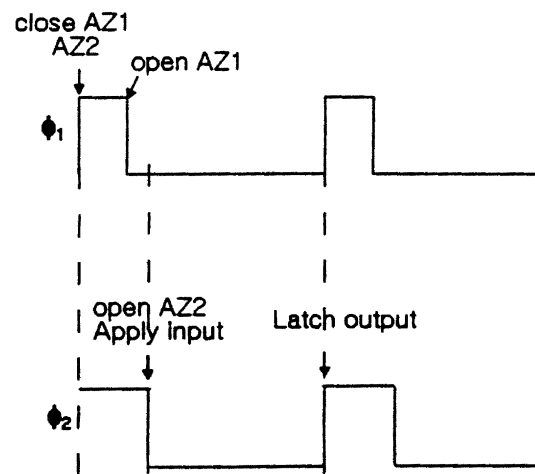 close AZ1
AZ2
open AZ1
ϕ₁
open AZ2
Apply input
Latch output
ϕ₂